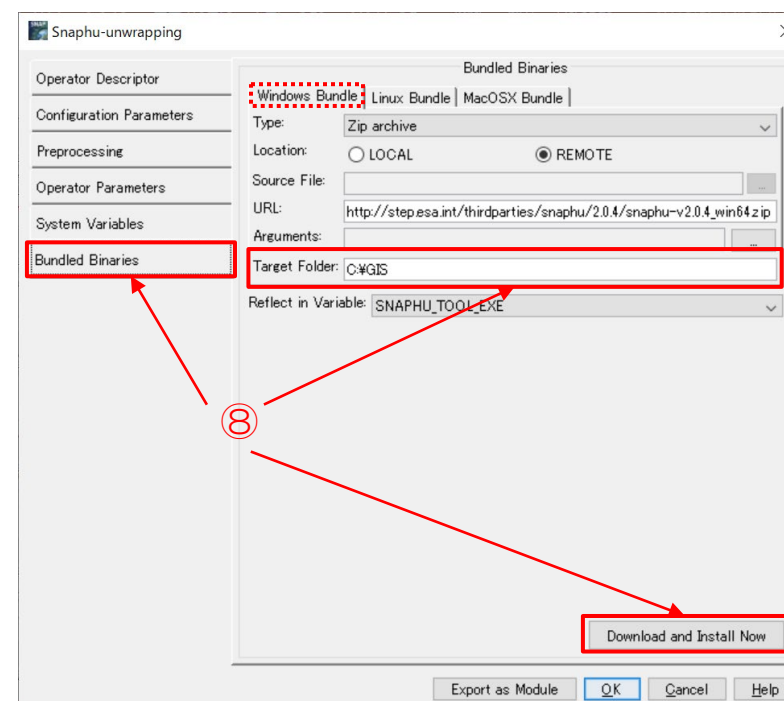 Snaphu-unwrapping
Operator Descriptor
Configuration Parameters
Preprocessing
Operator Parameters
System Variables
Bundled Binaries
Bundled Binaries
Windows Bundle Linux Bundle MacOSX Bundle
Type: Zip archive
Location: LOCAL REMOTE
Source File: ...
URL: http://step.esa.int/thirdparties/snaphu/2.0.4/snaphu-v2.0.4_win64.zip
Arguments: ...
Target Folder: C:¥GIS
Reflect in Variable: SNAPHU_TOOL_EXE
⑧
Download and Install Now
Export as Module OK Cancel Help